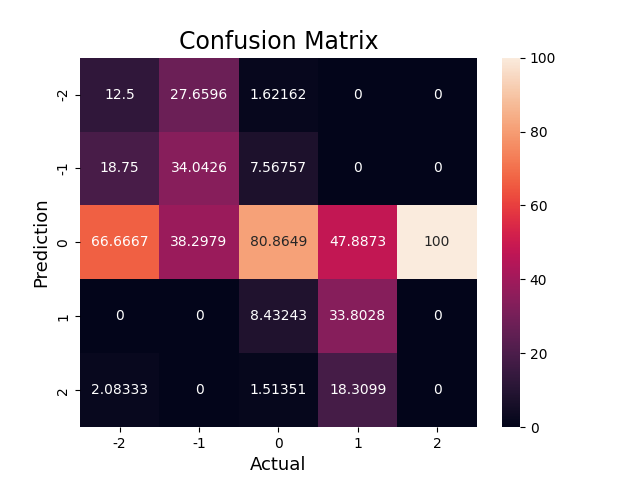 Confusion Matrix
-2 12.5 27.6596 1.62162 0 0
-1 18.75 34.0426 7.56757 0 0
0 66.6667 38.2979 80.8649 47.8873 100
1 0 0 8.43243 33.8028 0
2 2.08333 0 1.51351 18.3099 0
-2 -1 0 1 2
Prediction
Actual
100
80
60
40
20
0